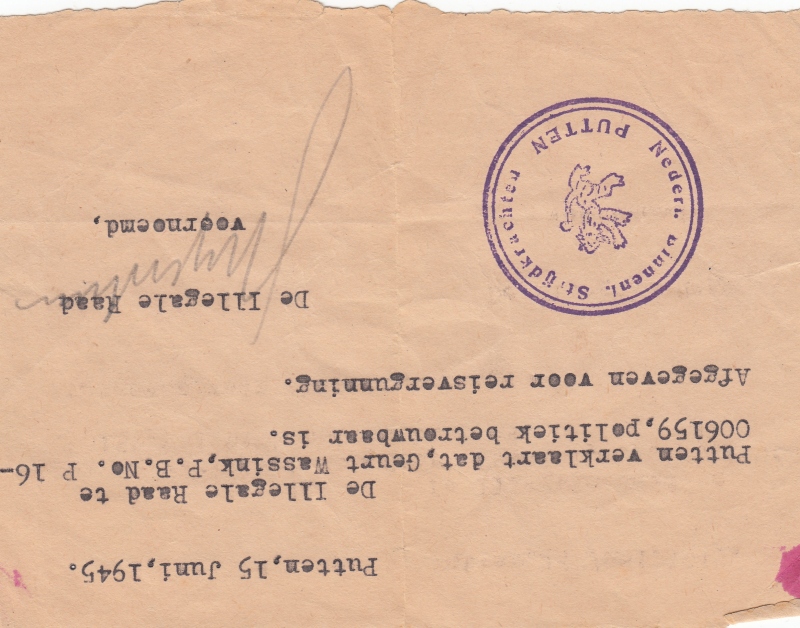 Putten, 15 Juni, 1945.
De Illegale Raad te
Putten verklaart dat, Geurt Wassink, P.B.No. P 16-
006159, politiek betrouwbaar is.
Afgegeven voor reisvergunning.
De Illegale Raad
voornoemd,
Nederl. Binnenl. Strijdkrachten
PUTTEN